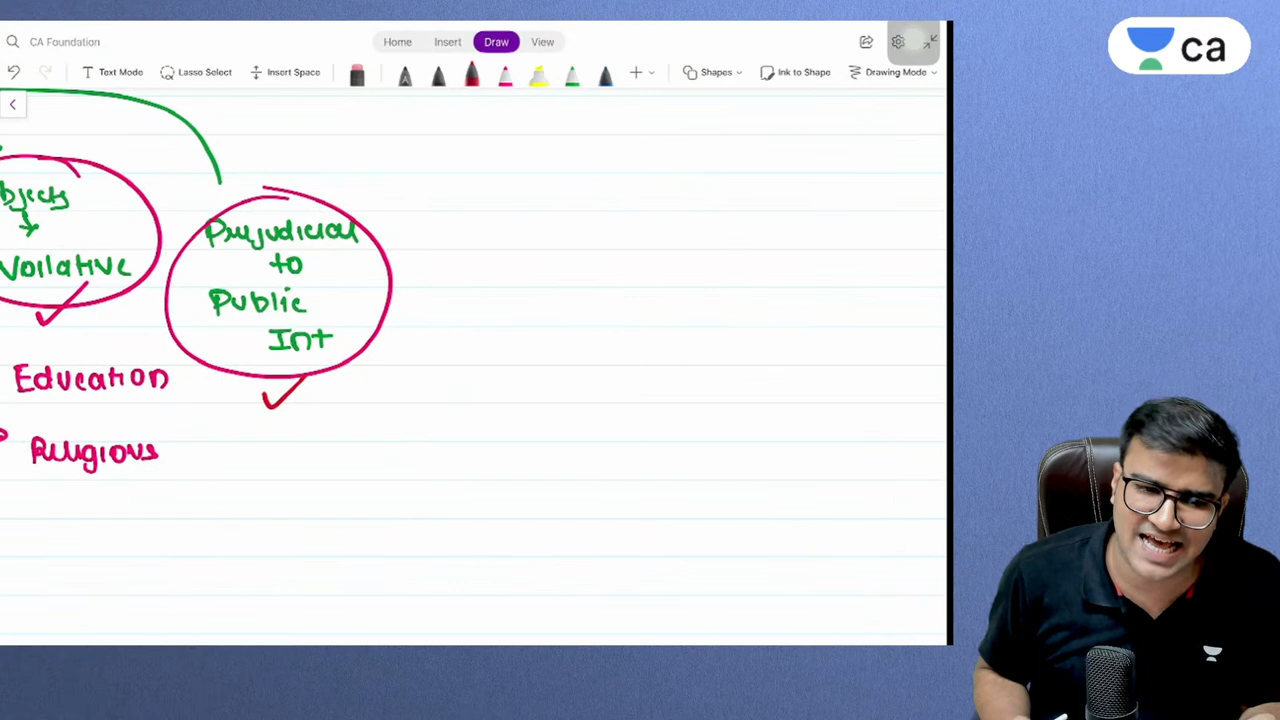 CA Foundation
Home Insert Draw View
ca
Text Mode Lasso Select Insert Space Shapes Ink to Shape Drawing Mode
bjects
Voilative
Prejudicial
to
Public
Int
Education
Religious